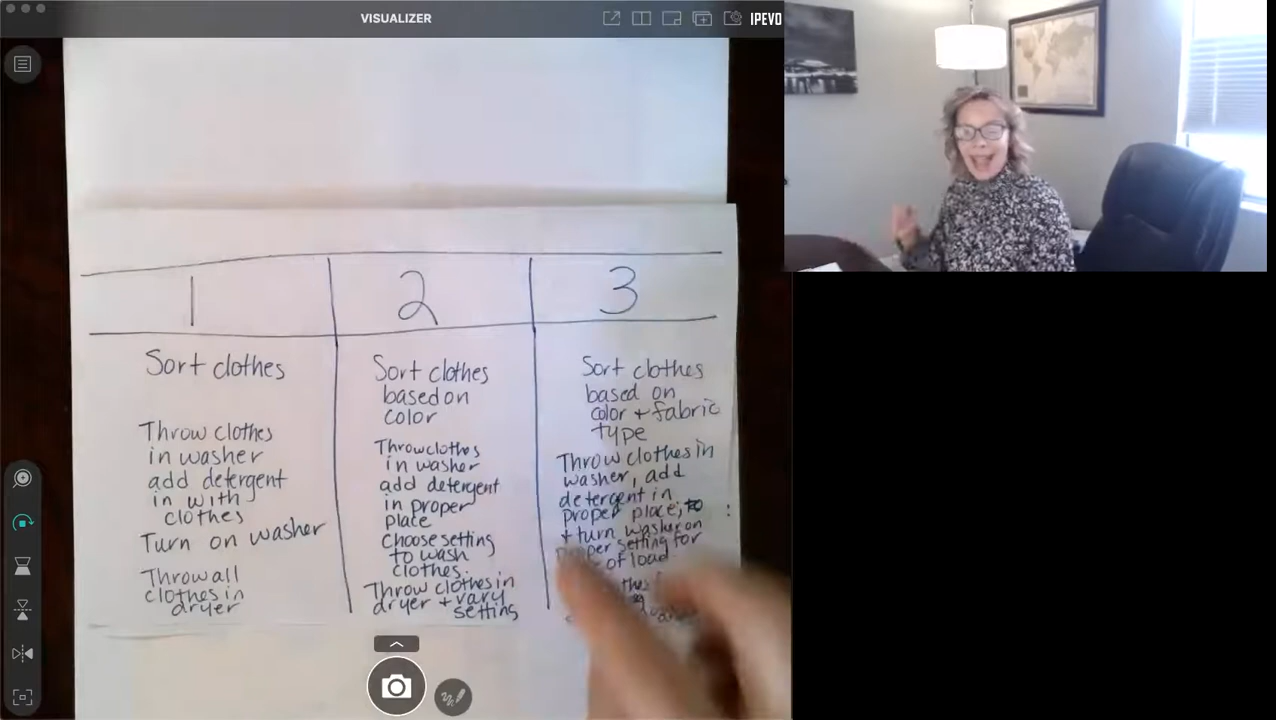 VISUALIZER
IPEVO
1
2
3
Sort clothes
Throw clothes
in washer
add detergent
in with
clothes
Turn on washer
Throw all
clothes in
dryer
Sort clothes
based on
color
Throw clothes
in washer
add detergent
in proper
place
choose setting
to wash
clothes.
Throw clothes in
dryer + vary
setting
Sort clothes
based on
color + fabric
type
Throw clothes in
washer, add
detergent in
proper place,
+ turn washer on
proper setting for
of load